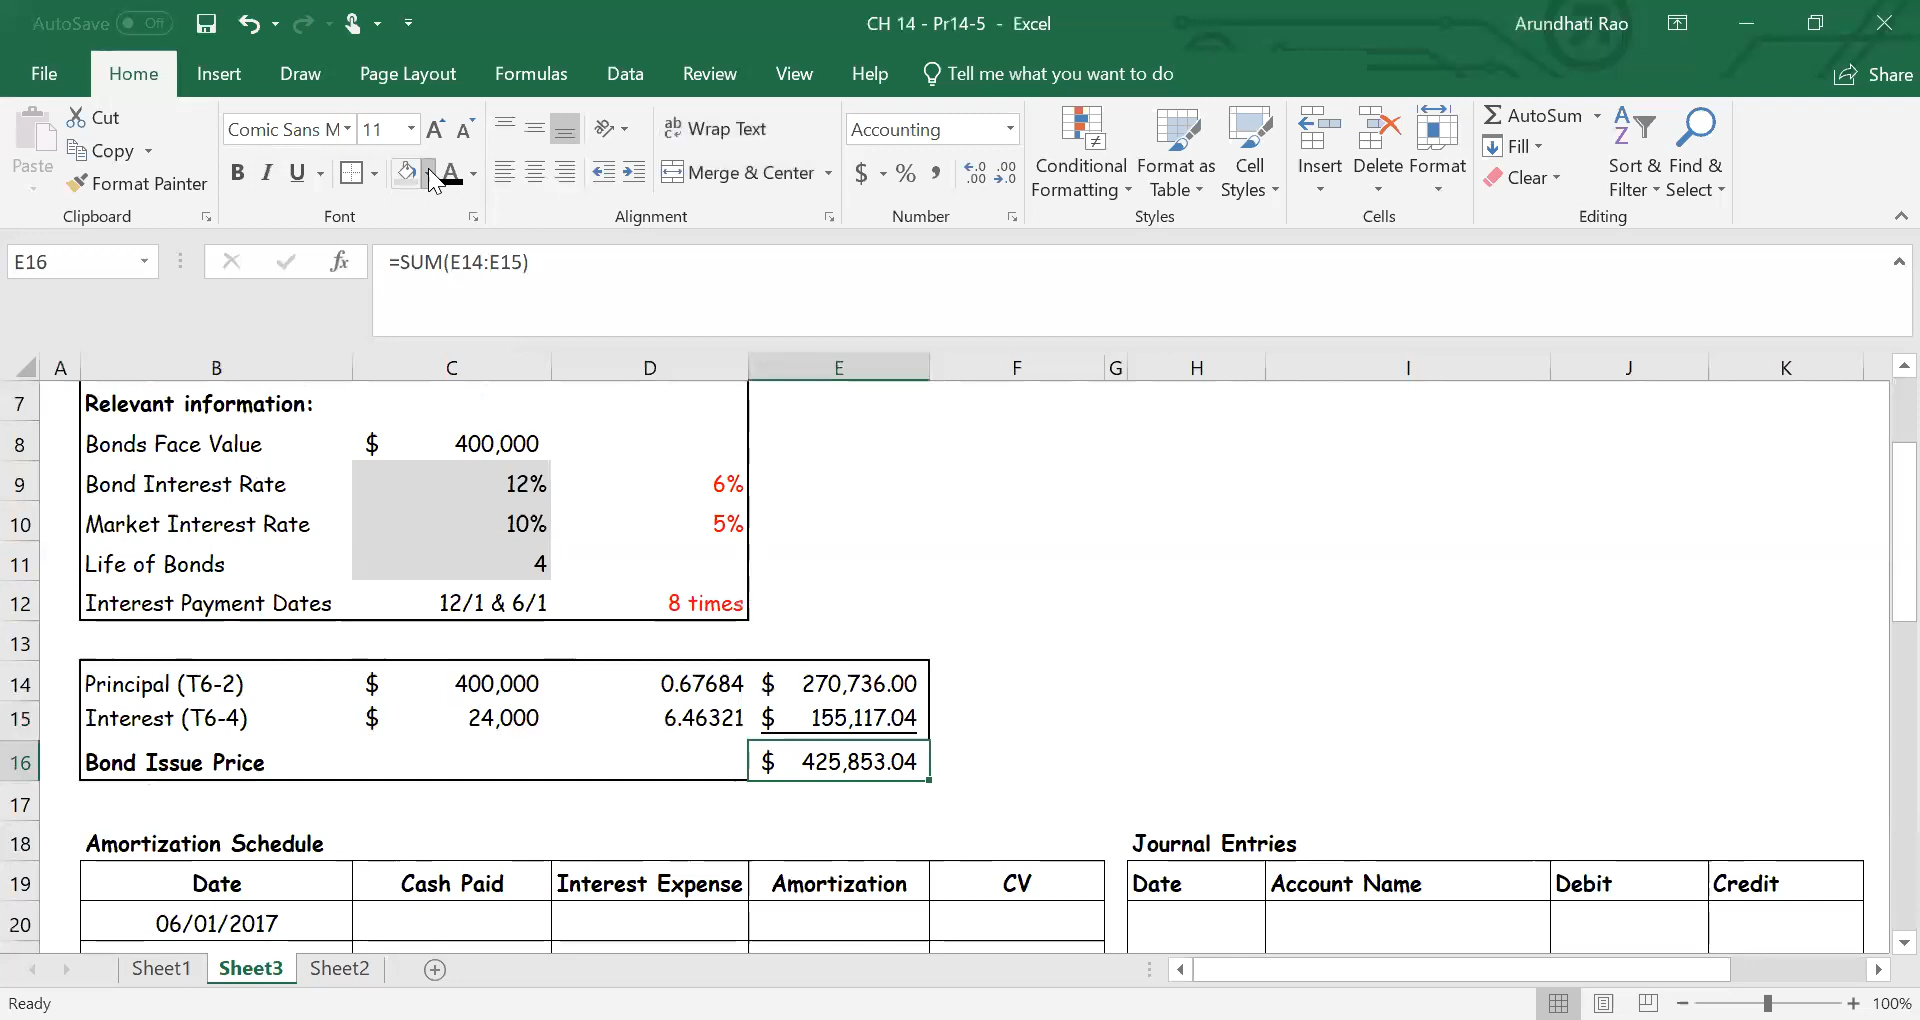 AutoSave Off CH 14 - Pr14-5 - Excel Arundhati Rao
File Home Insert Draw Page Layout Formulas Data Review View Help Tell me what you want to do Share
Paste Cut Copy Format Painter Clipboard
Comic Sans M 11 A A B I U A Font
ab Wrap Text Merge & Center Alignment
Accounting $ % , .0 .00 .00 .0 Number
Conditional Formatting Format as Table Cell Styles Styles
Insert Delete Format Cells
AutoSum Fill Clear Sort & Filter Find & Select Editing
E16 fx =SUM(E14:E15)
A B C D E F G H I J K
7 Relevant information:
8 Bonds Face Value $ 400,000
9 Bond Interest Rate 12% 6%
10 Market Interest Rate 10% 5%
11 Life of Bonds 4
12 Interest Payment Dates 12/1 & 6/1 8 times
13
14 Principal (T6-2) $ 400,000 0.67684 $ 270,736.00
15 Interest (T6-4) $ 24,000 6.46321 $ 155,117.04
16 Bond Issue Price $ 425,853.04
17
18 Amortization Schedule Journal Entries
19 Date Cash Paid Interest Expense Amortization CV Date Account Name Debit Credit
20 06/01/2017
Sheet1 Sheet3 Sheet2
Ready 100%